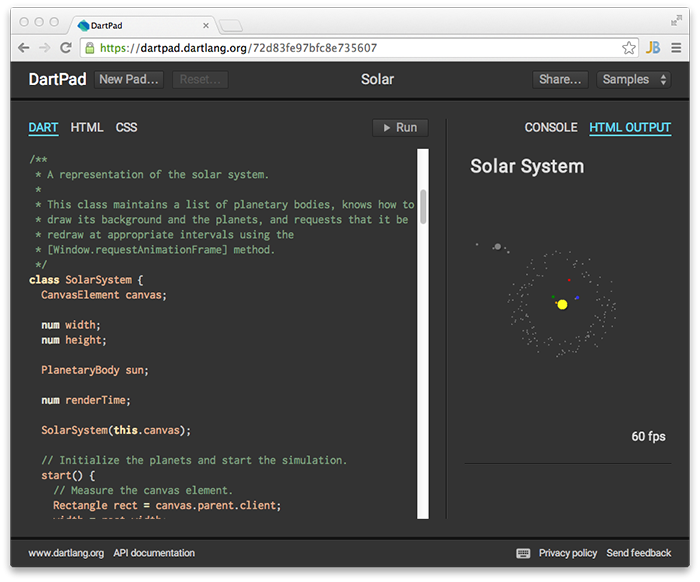 DartPad
https://dartpad.dartlang.org/72d83fe97bfc8e735607
JB
DartPad New Pad... Reset... Solar Share... Samples
DART HTML CSS Run CONSOLE HTML OUTPUT
/**
* A representation of the solar system.
*
* This class maintains a list of planetary bodies, knows how to
* draw its background and the planets, and requests that it be
* redraw at appropriate intervals using the
* [Window.requestAnimationFrame] method.
*/
class SolarSystem {
CanvasElement canvas;
num width;
num height;
PlanetaryBody sun;
num renderTime;
SolarSystem(this.canvas);
// Initialize the planets and start the simulation.
start() {
// Measure the canvas element.
Rectangle rect = canvas.parent.client;
width = rect.width;
Solar System
60 fps
www.dartlang.org API documentation Privacy policy Send feedback